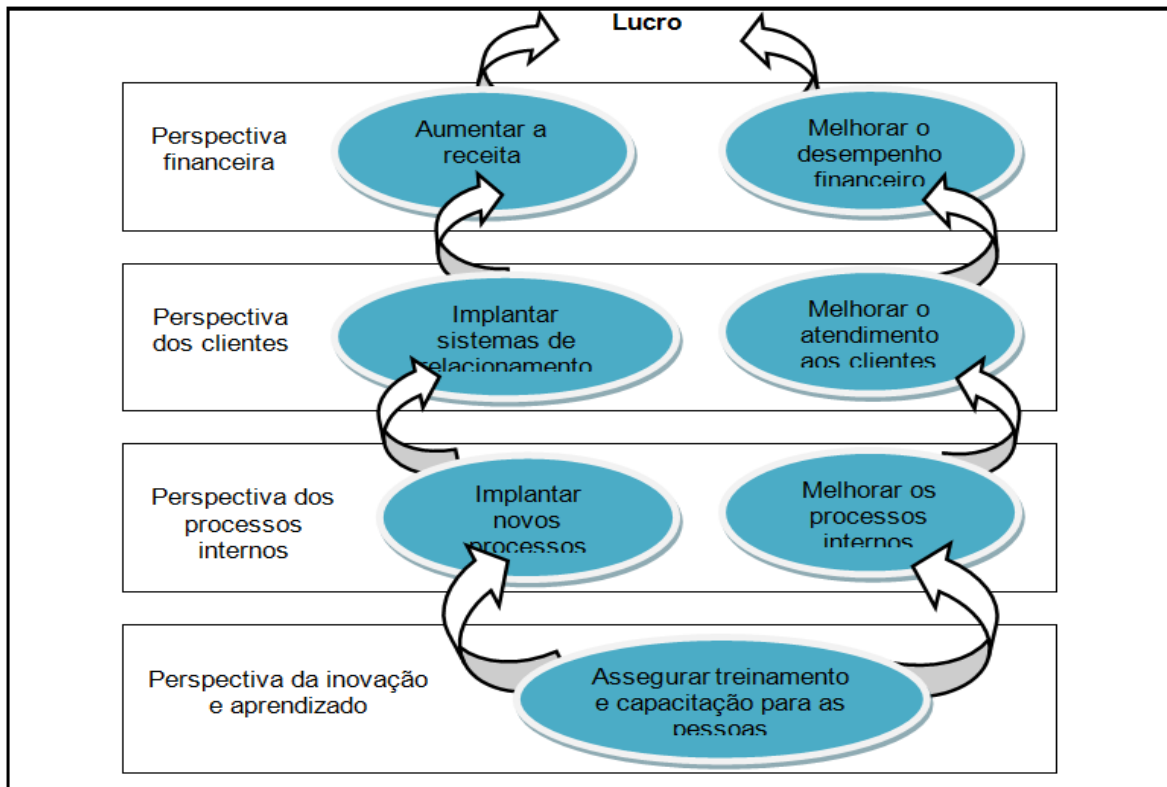 Lucro
Perspectiva
financeira
Aumentar a
receita
Melhorar o
desempenho
financeiro
Perspectiva
dos clientes
Implantar
sistemas de
relacionamento
Melhorar o
atendimento
aos clientes
Perspectiva dos
processos
internos
Implantar
novos
processos
Melhorar os
processos
internos
Perspectiva da inovação
e aprendizado
Assegurar treinamento
e capacitação para as
pessoas